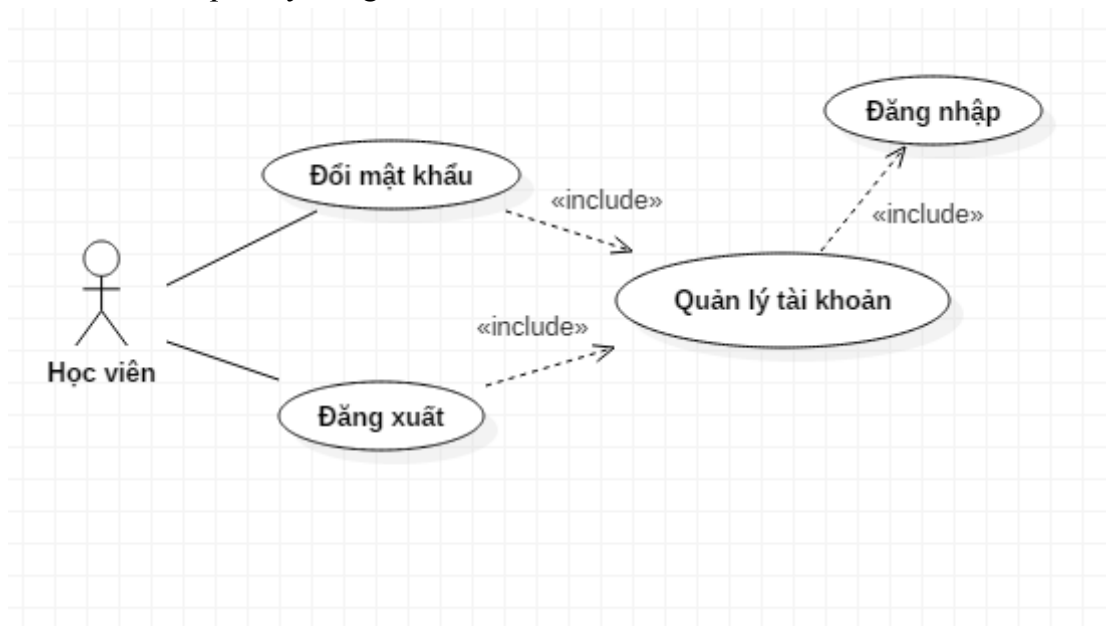 Đăng nhập
Đổi mật khẩu
«include»
«include»
Quản lý tài khoản
«include»
Học viên
Đăng xuất